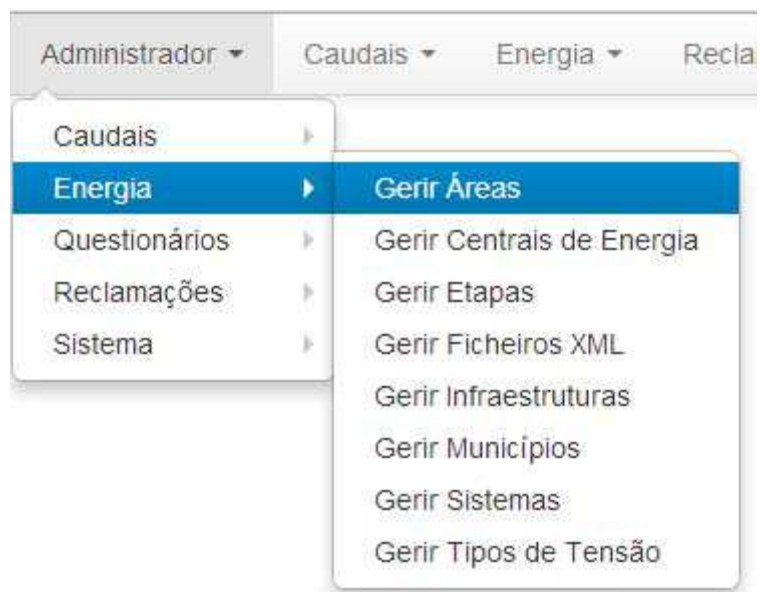 Administrador Caudais Energia Recla
Caudais
Energia
Questionários
Reclamações
Sistema
Gerir Áreas
Gerir Centrais de Energia
Gerir Etapas
Gerir Ficheiros XML
Gerir Infraestruturas
Gerir Municípios
Gerir Sistemas
Gerir Tipos de Tensão